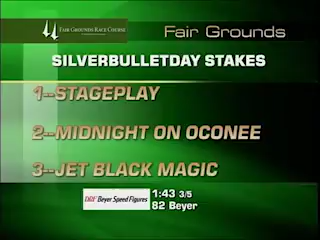 FAIR GROUNDS RACE COURSE
Fair Grounds
SILVERBULLETDAY STAKES
1--STAGEPLAY
2--MIDNIGHT ON OCONEE
3--JET BLACK MAGIC
DRF Beyer Speed Figures
1:43 3/5
82 Beyer